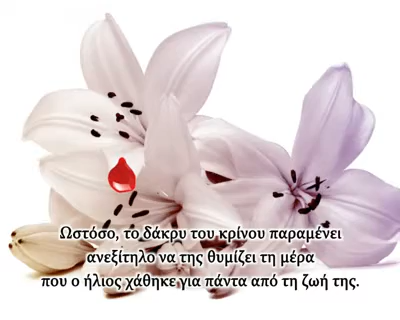 Ωστόσο, το δάκρυ του κρίνου παραμένει
ανεξίτηλο να της θυμίζει τη μέρα
που ο ήλιος χάθηκε για πάντα από τη ζωή της.